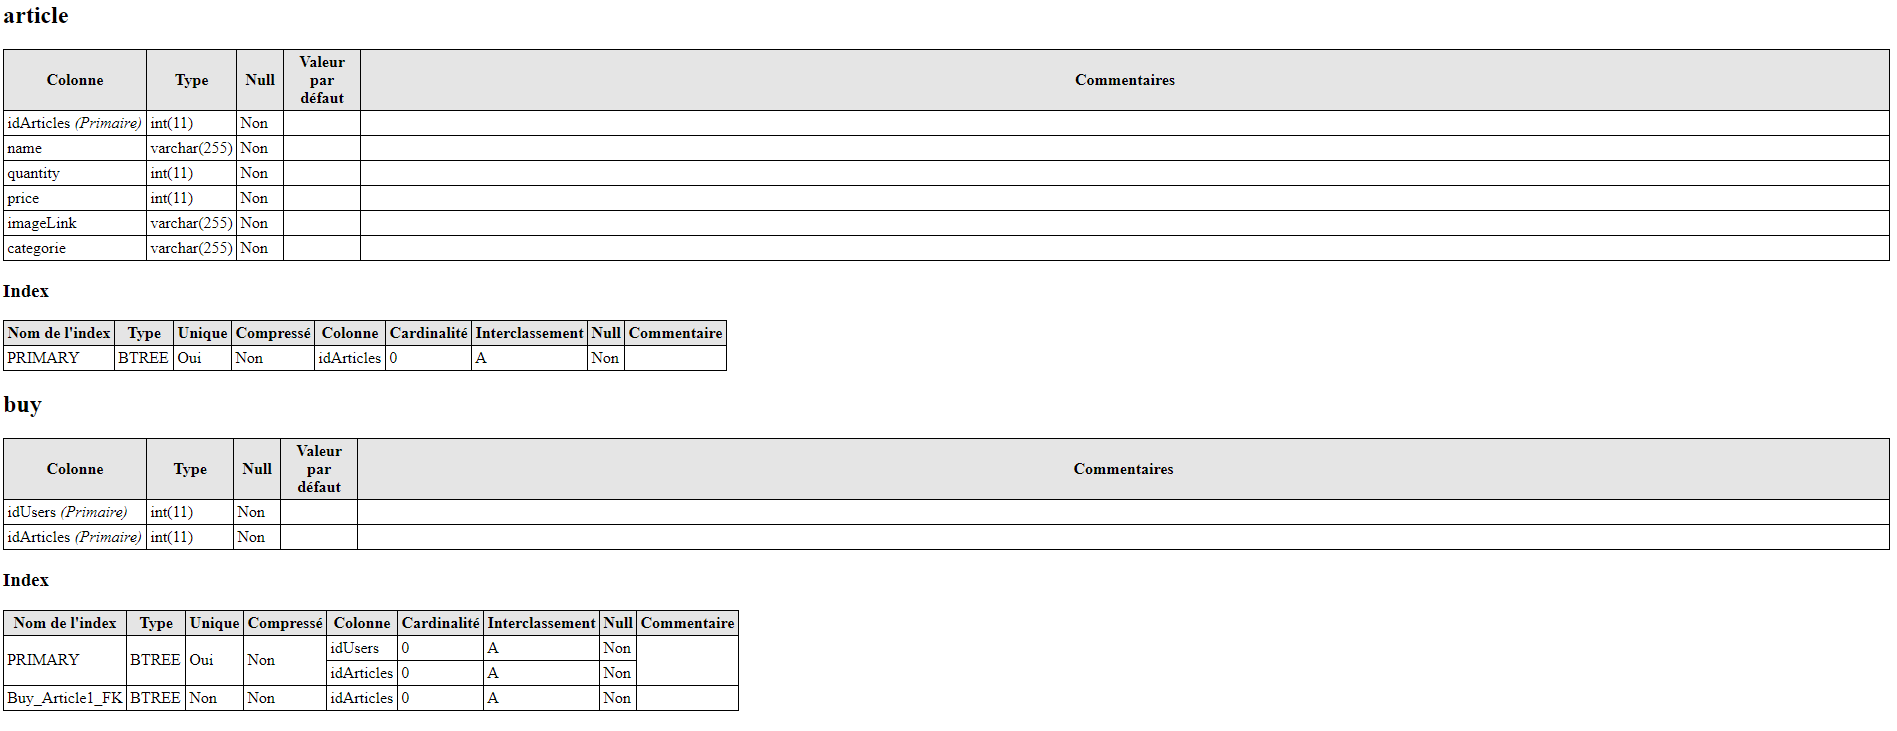 article
Colonne Type Null Valeur par défaut Commentaires
idArticles (Primaire) int(11) Non
name varchar(255) Non
quantity int(11) Non
price int(11) Non
imageLink varchar(255) Non
categorie varchar(255) Non
Index
Nom de l'index Type Unique Compressé Colonne Cardinalité Interclassement Null Commentaire
PRIMARY BTREE Oui Non idArticles 0 A Non
buy
Colonne Type Null Valeur par défaut Commentaires
idUsers (Primaire) int(11) Non
idArticles (Primaire) int(11) Non
Index
Nom de l'index Type Unique Compressé Colonne Cardinalité Interclassement Null Commentaire
PRIMARY BTREE Oui Non idUsers 0 A Non
idArticles 0 A Non
Buy_Article1_FK BTREE Non Non idArticles 0 A Non